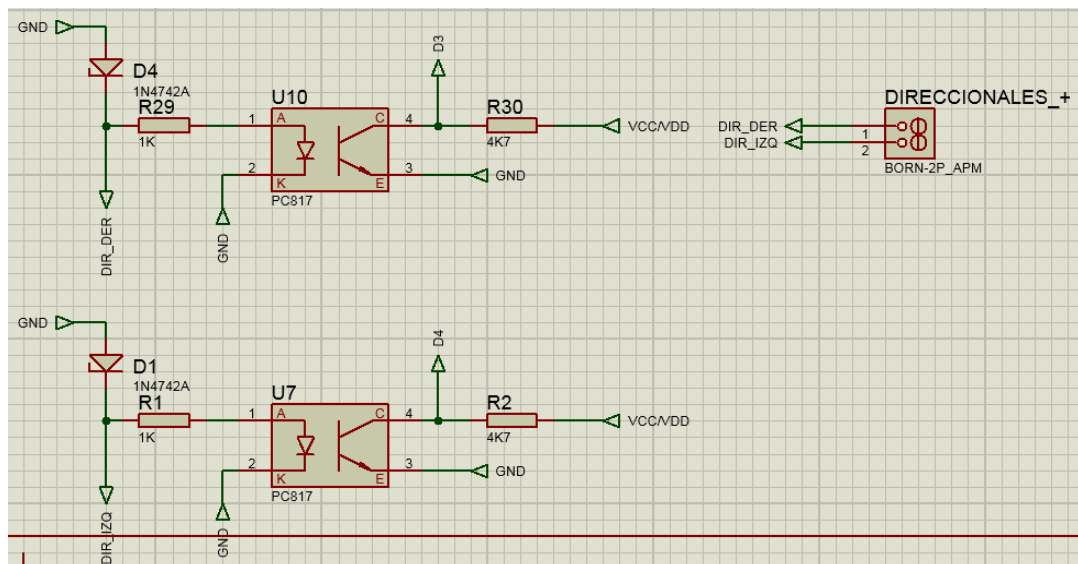 GND
D4
1N4742A
R29
1K
DIR_DER
U10
1
A
C
4
2
K
E
3
PC817
GND
D3
R30
4K7
VCC/VDD
GND
DIRECCIONALES_+
DIR_DER
DIR_IZQ
1
2
BORN-2P_APM
GND
D1
1N4742A
R1
1K
DIR_IZQ
U7
1
A
C
4
2
K
E
3
PC817
GND
D4
R2
4K7
VCC/VDD
GND